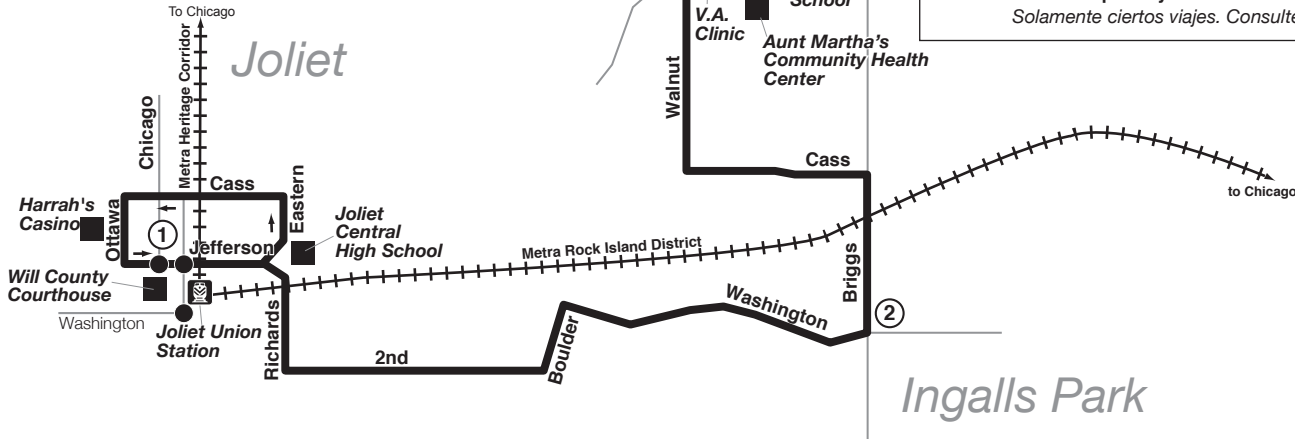 To Chicago
Joliet
Metra Heritage Corridor
Chicago
Cass
Eastern
Harrah's
Casino
Ottawa
1
Jefferson
Joliet
Central
High School
Will County
Courthouse
Washington
Joliet Union
Station
Richards
2nd
Boulder
Metra Rock Island District
Washington
Briggs
2
Ingalls Park
Walnut
Cass
V.A.
Clinic
School
Aunt Martha's
Community Health
Center
to Chicago
Solamente ciertos viajes. Consulte